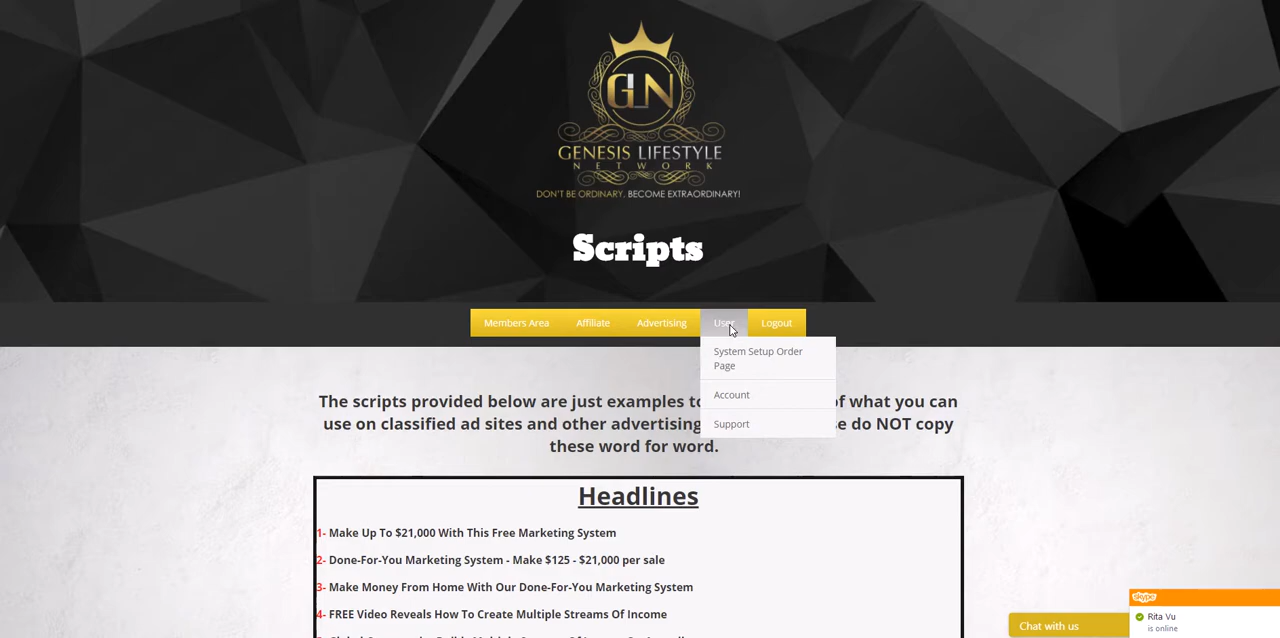 GLN
GENESIS LIFESTYLE
NETWORK
DON'T BE ORDINARY, BECOME EXTRAORDINARY!
Scripts
Members Area
Affiliate
Advertising
User
Logout
System Setup Order
Page
Account
Support
The scripts provided below are just examples of what you can
use on classified ad sites and other advertising do NOT copy
these word for word.
Headlines
1- Make Up To $21,000 With This Free Marketing System
2- Done-For-You Marketing System - Make $125 - $21,000 per sale
3- Make Money From Home With Our Done-For-You Marketing System
4- FREE Video Reveals How To Create Multiple Streams Of Income
Chat with us
skype
Rita Vu
is online